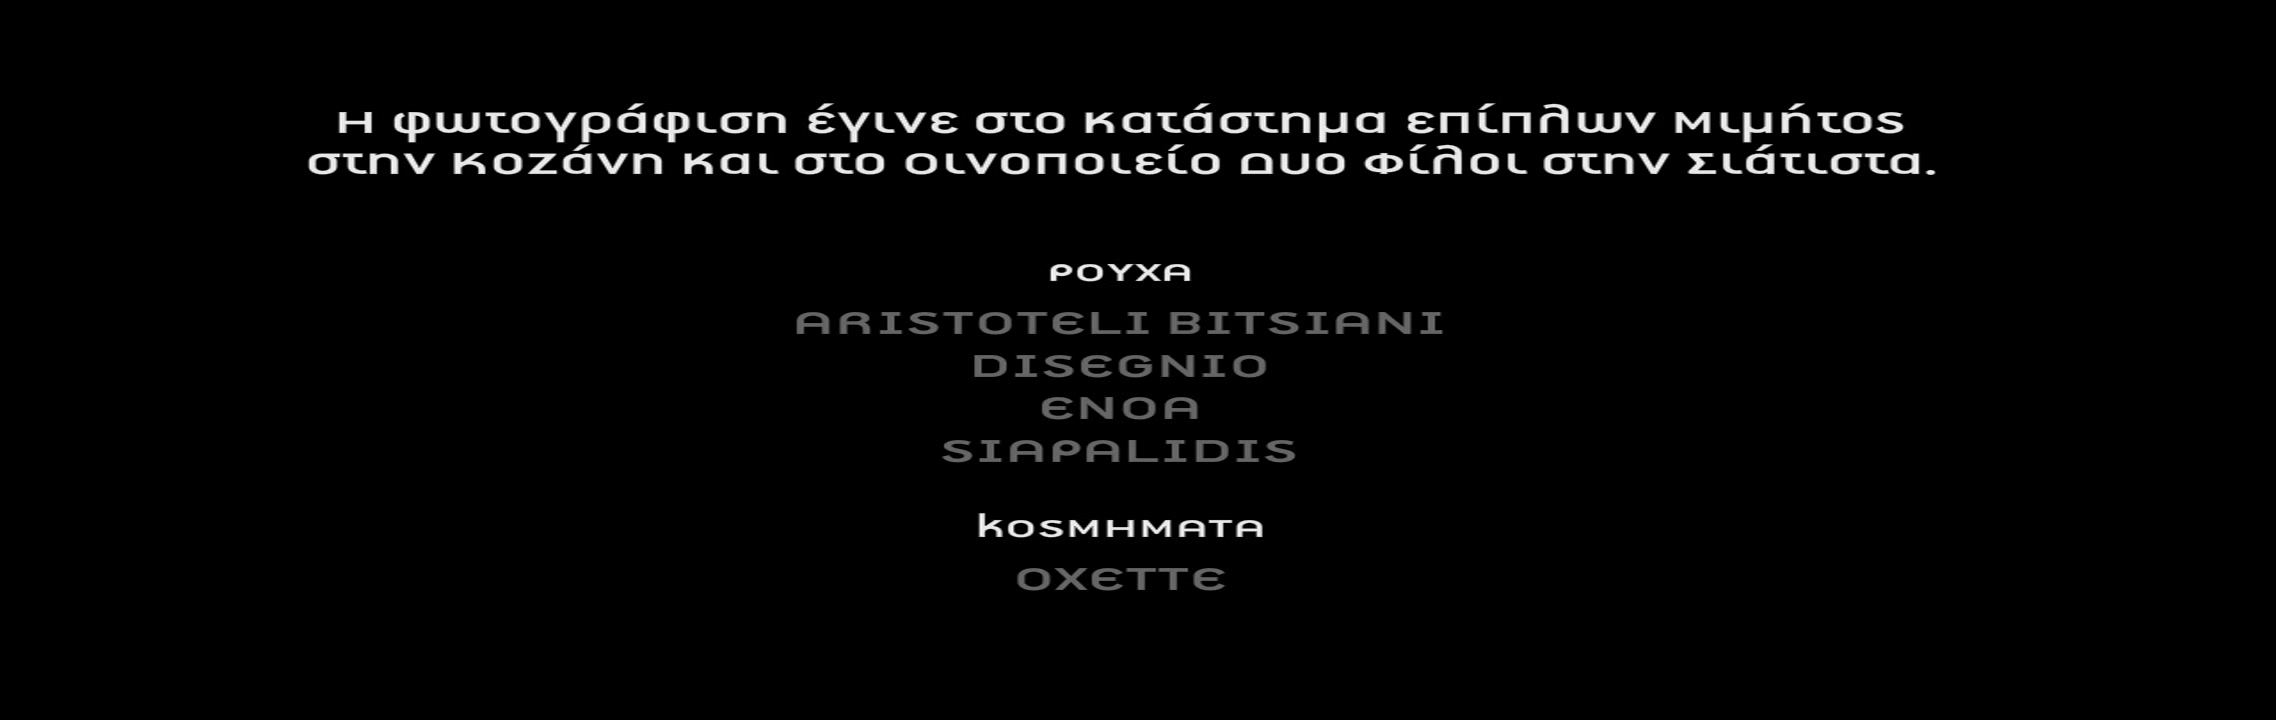 Η φωτογράφιση έγινε στο κατάστημα επίπλων Μιμήτος
στην Κοζάνη και στο οινοποιείο Δυο Φίλοι στην Σιάτιστα.
ΡΟΥΧΑ
ARISTOTELI BITSIANI
DISEGNIO
ENOA
SIAPALIDIS
kOSMHMATA
OXETTE